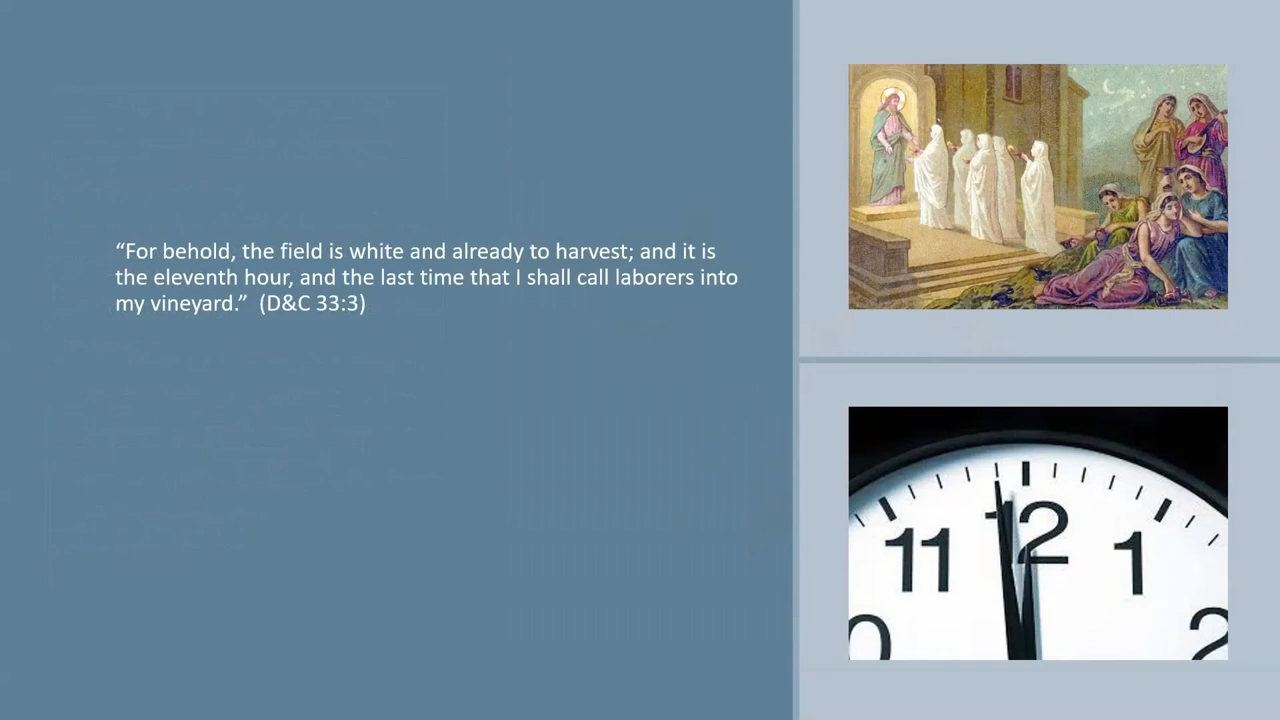 “For behold, the field is white and already to harvest; and it is
the eleventh hour, and the last time that I shall call laborers into
my vineyard.”  (D&C 33:3)
12
11
1
0
2